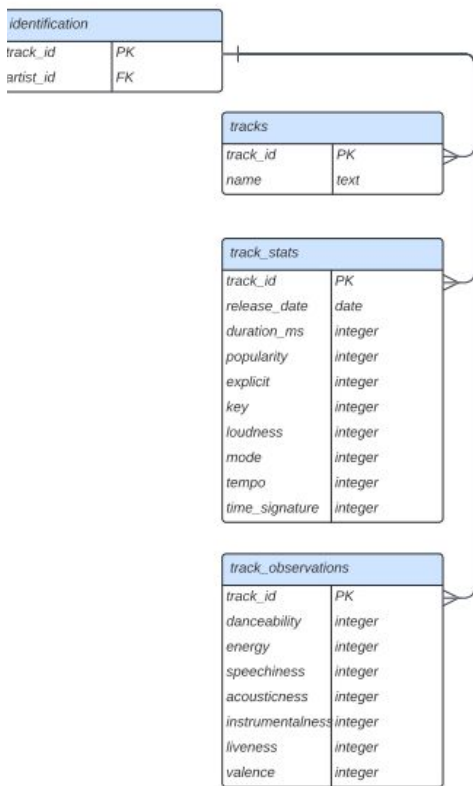 identification
track_id PK
artist_id FK
tracks
track_id PK
name text
track_stats
track_id PK
release_date date
duration_ms integer
popularity integer
explicit integer
key integer
loudness integer
mode integer
tempo integer
time_signature integer
track_observations
track_id PK
danceability integer
energy integer
speechiness integer
acousticness integer
instrumentalness integer
liveness integer
valence integer